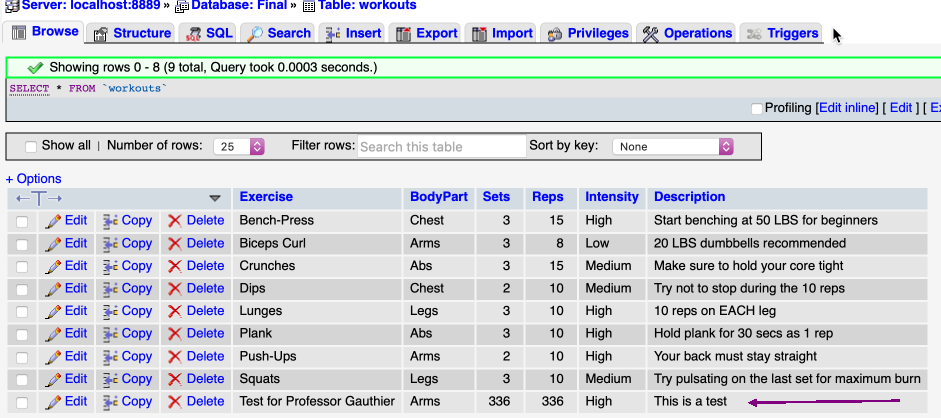 Server: localhost:8889 » Database: Final » Table: workouts
Browse Structure SQL Search Insert Export Import Privileges Operations Triggers
Showing rows 0 - 8 (9 total, Query took 0.0003 seconds.)
SELECT * FROM `workouts`
Profiling [Edit inline] [ Edit ] [ Ex
Show all | Number of rows: 25 Filter rows: Search this table Sort by key: None
+ Options
←T→ Exercise BodyPart Sets Reps Intensity Description
Edit Copy Delete Bench-Press Chest 3 15 High Start benching at 50 LBS for beginners
Edit Copy Delete Biceps Curl Arms 3 8 Low 20 LBS dumbbells recommended
Edit Copy Delete Crunches Abs 3 15 Medium Make sure to hold your core tight
Edit Copy Delete Dips Chest 2 10 Medium Try not to stop during the 10 reps
Edit Copy Delete Lunges Legs 3 10 High 10 reps on EACH leg
Edit Copy Delete Plank Abs 3 10 High Hold plank for 30 secs as 1 rep
Edit Copy Delete Push-Ups Arms 2 10 High Your back must stay straight
Edit Copy Delete Squats Legs 3 10 Medium Try pulsating on the last set for maximum burn
Edit Copy Delete Test for Professor Gauthier Arms 336 336 High This is a test